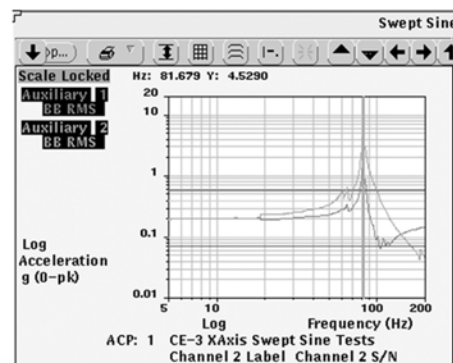 Swept Sine
Scale Locked Hz: 81.679 Y: 4.5290
Auxiliary 1
BB RMS
Auxiliary 2
BB RMS
20
10
1
0.1
0.01
Log
Acceleration
g (0-pk)
5 10 100 200
Log Frequency (Hz)
ACP: 1 CE-3 XAxis Swept Sine Tests
Channel 2 Label Channel 2 S/N